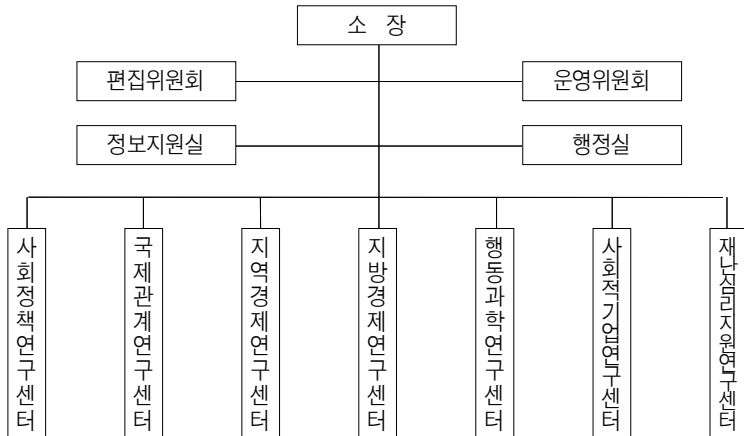 소 장
편집위원회
운영위원회
정보지원실
행정실
사회정책연구센터
국제관계연구센터
지역경제연구센터
지방경제연구센터
행동과학연구센터
사회적기업연구센터
재난심리지원연구센터